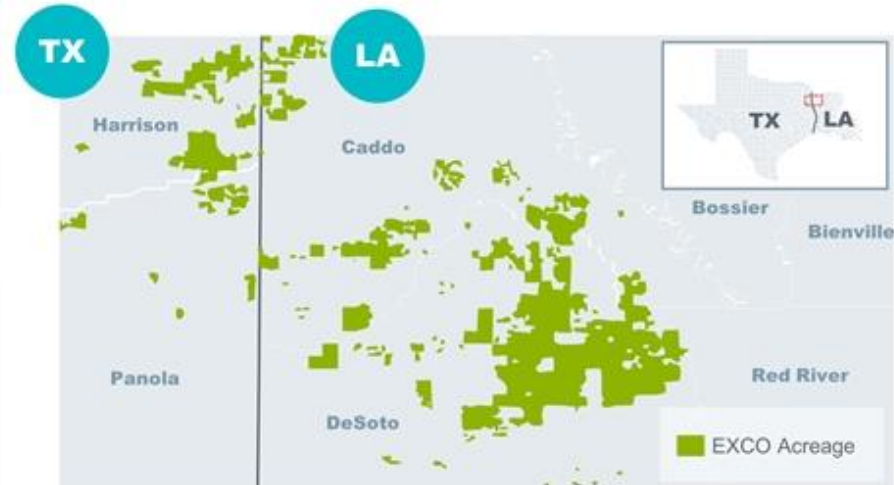 TX
LA
Harrison
Caddo
TX
LA
Bossier
Bienville
Panola
DeSoto
Red River
EXCO Acreage